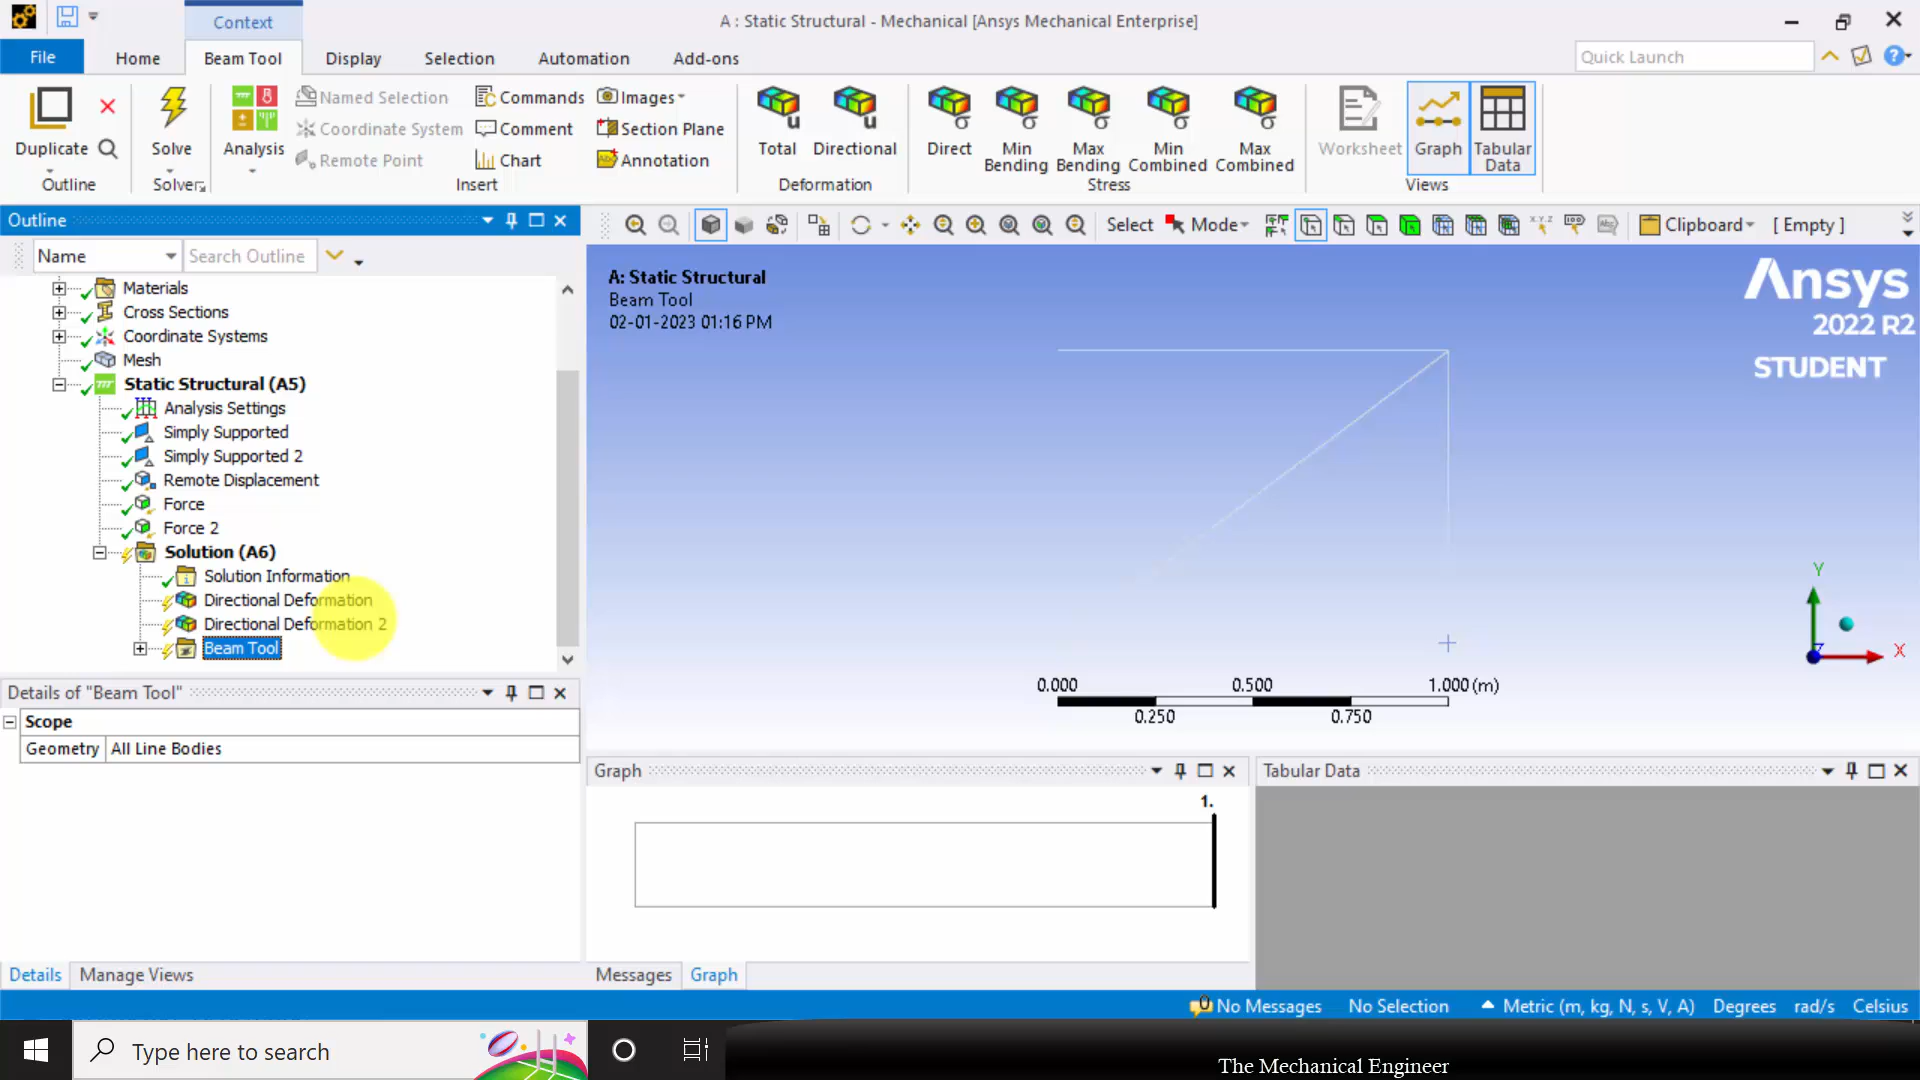 Context
A : Static Structural - Mechanical [Ansys Mechanical Enterprise]
File
Home
Beam Tool
Display
Selection
Automation
Add-ons
Quick Launch
Duplicate
Outline
Solve
Solver
Analysis
Named Selection
Coordinate System
Remote Point
Commands
Comment
Chart
Images
Section Plane
Annotation
Insert
Total
Directional
Deformation
Direct
Min
Bending
Max
Bending
Min
Combined
Max
Combined
Stress
Worksheet
Graph
Tabular
Data
Views
Outline
Name
Search Outline
Select
Mode
Clipboard
[ Empty ]
Materials
Cross Sections
Coordinate Systems
Mesh
Static Structural (A5)
Analysis Settings
Simply Supported
Simply Supported 2
Remote Displacement
Force
Force 2
Solution (A6)
Solution Information
Directional Deformation
Directional Deformation 2
Beam Tool
A: Static Structural
Beam Tool
02-01-2023 01:16 PM
Ansys
2022 R2
STUDENT
Y
Z
X
0.000
0.500
1.000 (m)
0.250
0.750
Details of "Beam Tool"
Scope
Geometry
All Line Bodies
Graph
1.
Tabular Data
Details
Manage Views
Messages
Graph
No Messages
No Selection
Metric (m, kg, N, s, V, A)
Degrees
rad/s
Celsius
Type here to search
The Mechanical Engineer